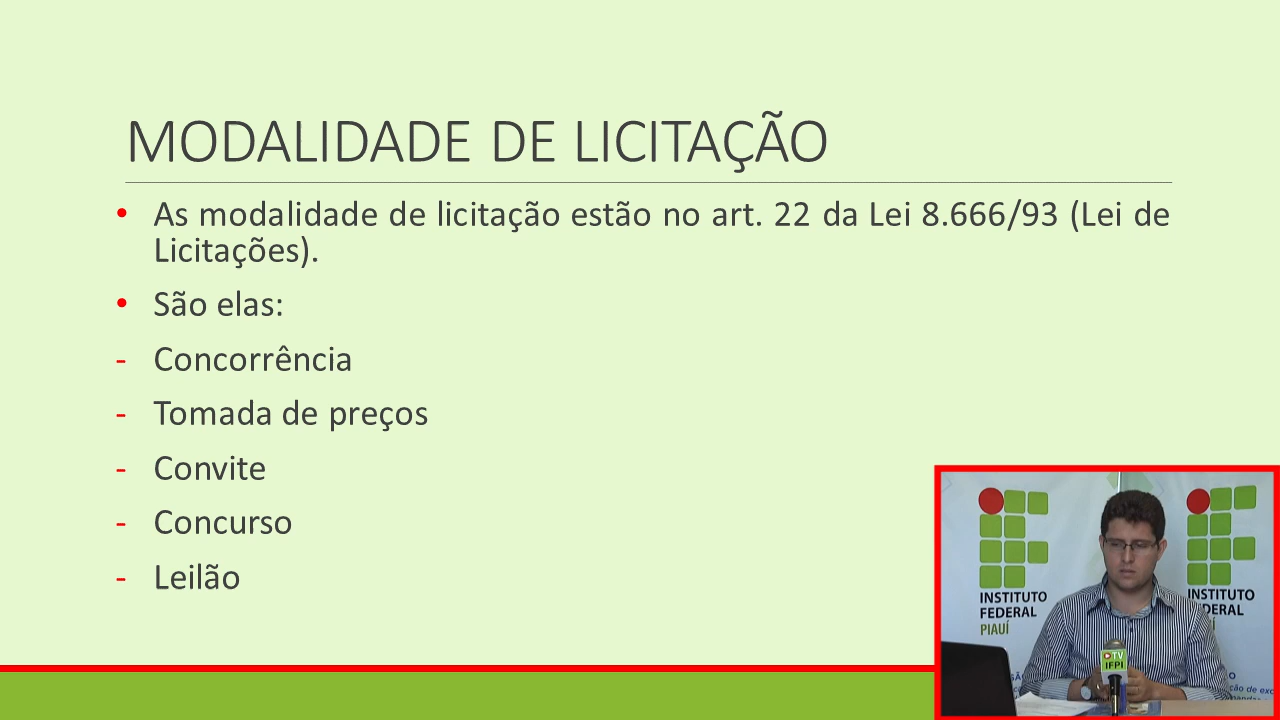 MODALIDADE DE LICITAÇÃO
• As modalidade de licitação estão no art. 22 da Lei 8.666/93 (Lei de
Licitações).
• São elas:
- Concorrência
- Tomada de preços
- Convite
- Concurso
- Leilão
INSTITUTO
FEDERAL
PIAUÍ
INSTITUTO
FEDERAL
TV
IFPI